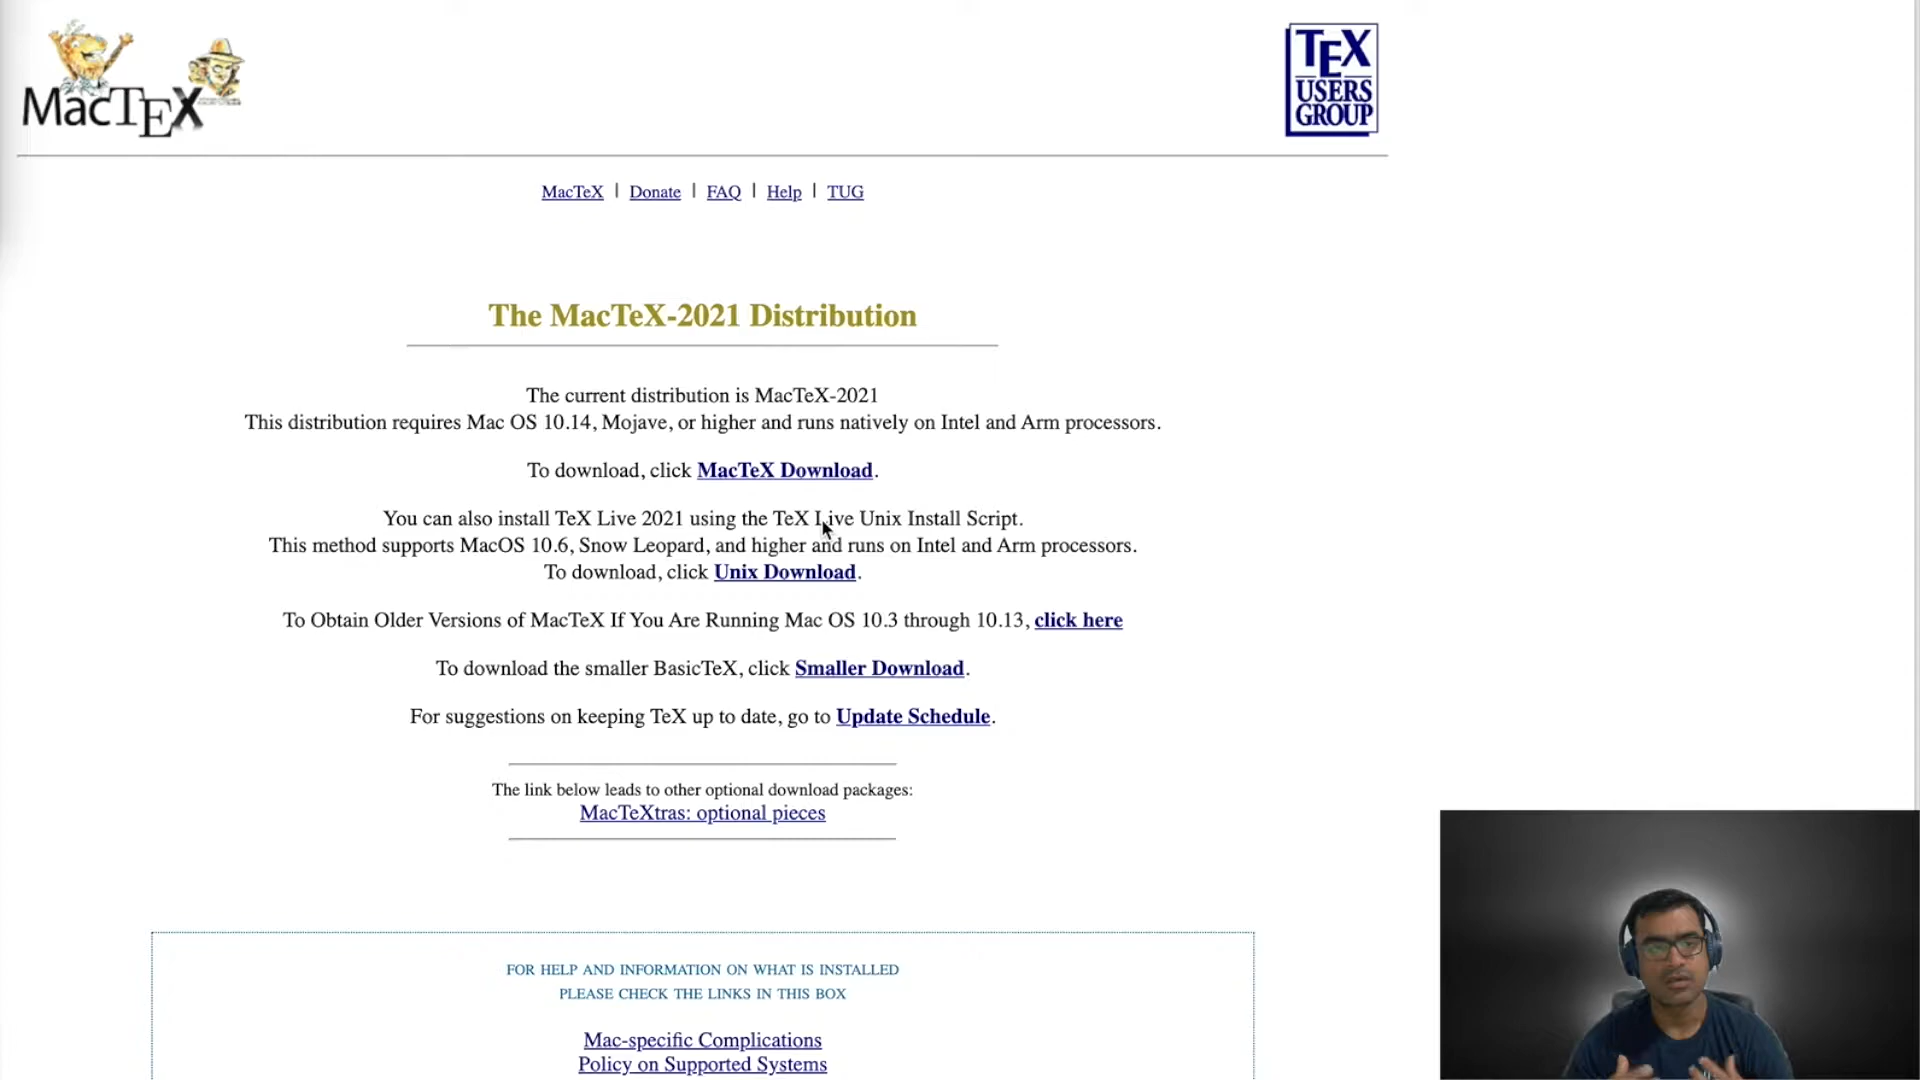 MacTEX
TEX
USERS
GROUP
MacTeX | Donate | FAQ | Help | TUG
The MacTeX-2021 Distribution
The current distribution is MacTeX-2021
This distribution requires Mac OS 10.14, Mojave, or higher and runs natively on Intel and Arm processors.
To download, click MacTeX Download.
You can also install TeX Live 2021 using the TeX Live Unix Install Script.
This method supports MacOS 10.6, Snow Leopard, and higher and runs on Intel and Arm processors.
To download, click Unix Download.
To Obtain Older Versions of MacTeX If You Are Running Mac OS 10.3 through 10.13, click here
To download the smaller BasicTeX, click Smaller Download.
For suggestions on keeping TeX up to date, go to Update Schedule.
The link below leads to other optional download packages:
MacTeXtras: optional pieces
FOR HELP AND INFORMATION ON WHAT IS INSTALLED
PLEASE CHECK THE LINKS IN THIS BOX
Mac-specific Complications
Policy on Supported Systems